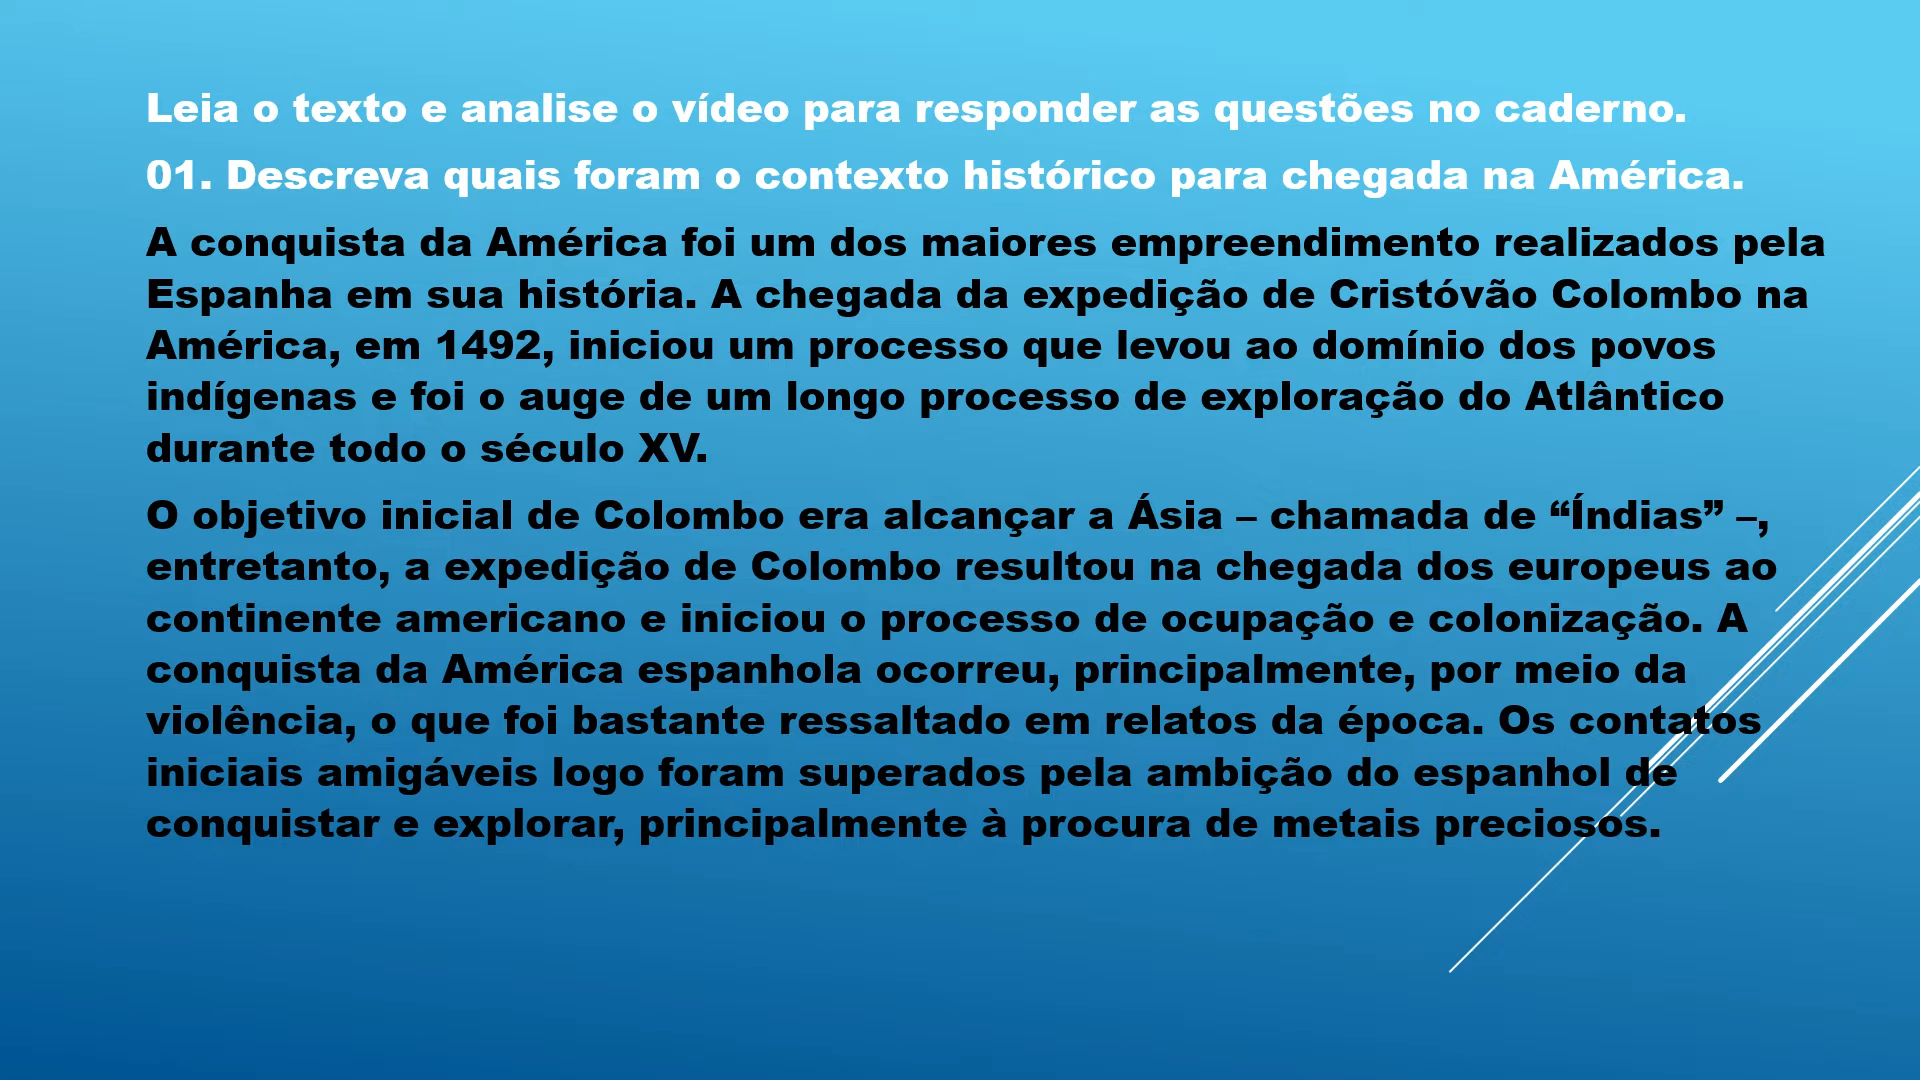 Leia o texto e analise o vídeo para responder as questões no caderno.
01. Descreva quais foram o contexto histórico para chegada na América.
A conquista da América foi um dos maiores empreendimento realizados pela
Espanha em sua história. A chegada da expedição de Cristóvão Colombo na
América, em 1492, iniciou um processo que levou ao domínio dos povos
indígenas e foi o auge de um longo processo de exploração do Atlântico
durante todo o século XV.
O objetivo inicial de Colombo era alcançar a Ásia – chamada de “Índias” –,
entretanto, a expedição de Colombo resultou na chegada dos europeus ao
continente americano e iniciou o processo de ocupação e colonização. A
conquista da América espanhola ocorreu, principalmente, por meio da
violência, o que foi bastante ressaltado em relatos da época. Os contatos
iniciais amigáveis logo foram superados pela ambição do espanhol de
conquistar e explorar, principalmente à procura de metais preciosos.